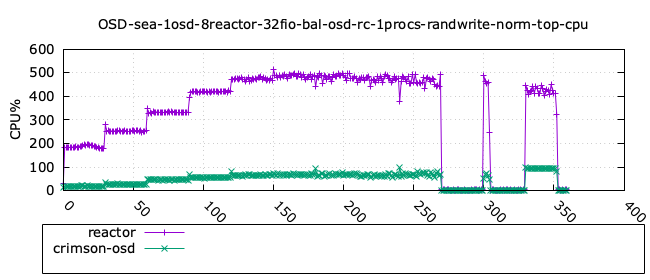 OSD-sea-1osd-8reactor-32fio-bal-osd-rc-1procs-randwrite-norm-top-cpu
600
500
400
300
200
100
0
CPU%
0 50 100 150 200 250 300 350 400
reactor
crimson-osd